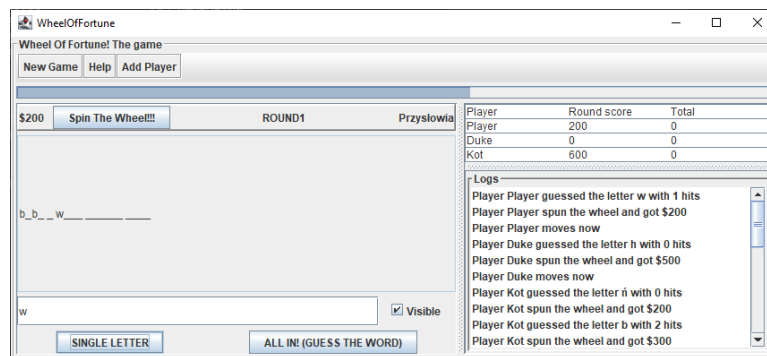 WheelOfFortune
Wheel Of Fortune! The game
New Game Help Add Player
$200 Spin The Wheel!!! ROUND1 Przysłowia
b_b_ _ w___ ______ ____
w
Visible
SINGLE LETTER ALL IN! (GUESS THE WORD)
Player Round score Total
Player 200 0
Duke 0 0
Kot 600 0
Logs
Player Player guessed the letter w with 1 hits
Player Player spun the wheel and got $200
Player Player moves now
Player Duke guessed the letter h with 0 hits
Player Duke spun the wheel and got $500
Player Duke moves now
Player Kot guessed the letter ń with 0 hits
Player Kot spun the wheel and got $200
Player Kot guessed the letter b with 2 hits
Player Kot spun the wheel and got $300